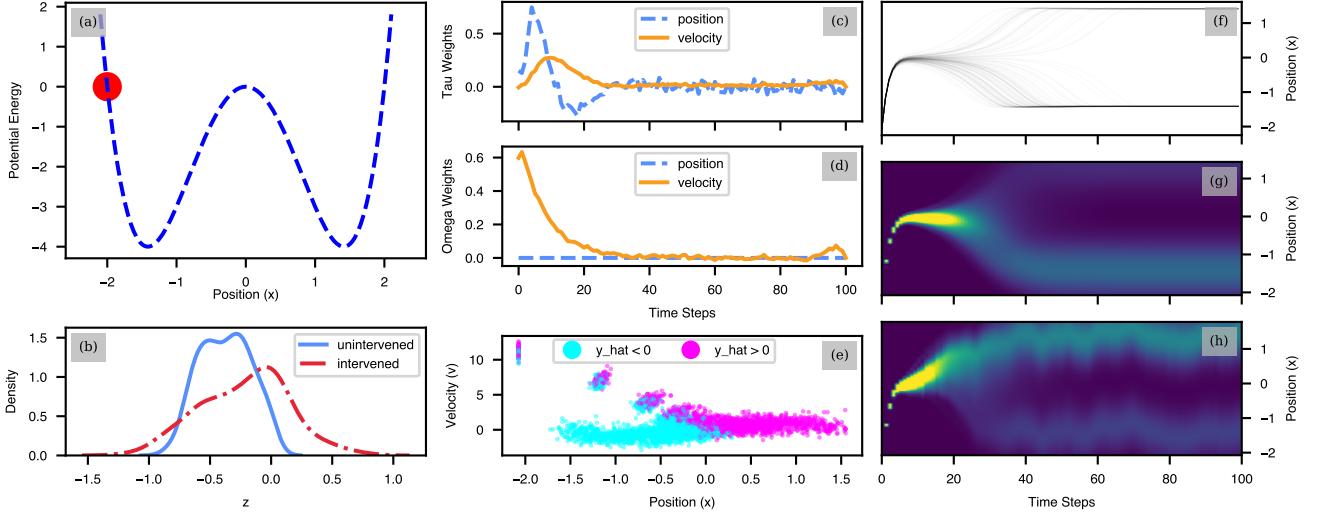 (a)
Potential Energy
1
0
−1
−2
−3
−4
−2
−1
0
1
2
Position (x)
(b)
unintervened
intervened
Density
1.5
1.0
0.5
0.0
−1.5
−1.0
−0.5
0.0
0.5
1.0
z
(c)
position
velocity
Tau Weights
0.5
0.0
(d)
position
velocity
Omega Weights
0.6
0.4
0.2
0.0
0
20
40
60
80
100
Time Steps
(e)
y_hat < 0
y_hat > 0
Velocity (v)
10
5
0
−2.0
−1.5
−1.0
−0.5
0.0
0.5
1.0
1.5
Position (x)
(f)
1
0
−1
−2
Position (x)
(g)
1
0
−1
−2
Position (x)
(h)
1
0
−1
−2
Position (x)
0
20
40
60
80
100
Time Steps